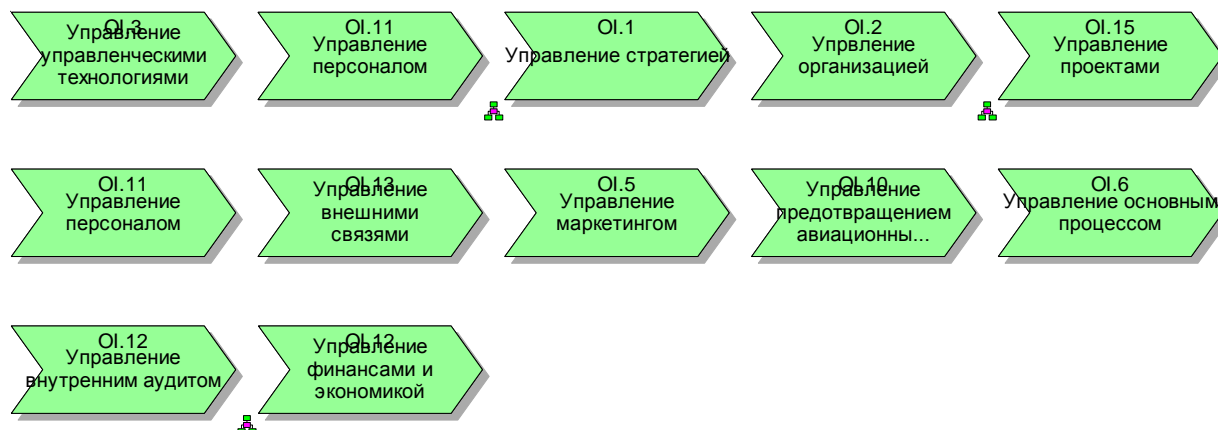 OI.3
Управление
управленческими
технологиями
OI.11
Управление
персоналом
OI.1
Управление стратегией
OI.2
Упрвление
организацией
OI.15
Управление
проектами
OI.11
Управление
персоналом
OI.13
Управление
внешними
связями
OI.5
Управление
маркетингом
OI.10
Управление
предотвращением
авиационны...
OI.6
Управление основным
процессом
OI.12
Управление
внутренним аудитом
OI.12
Управление
финансами и
экономикой